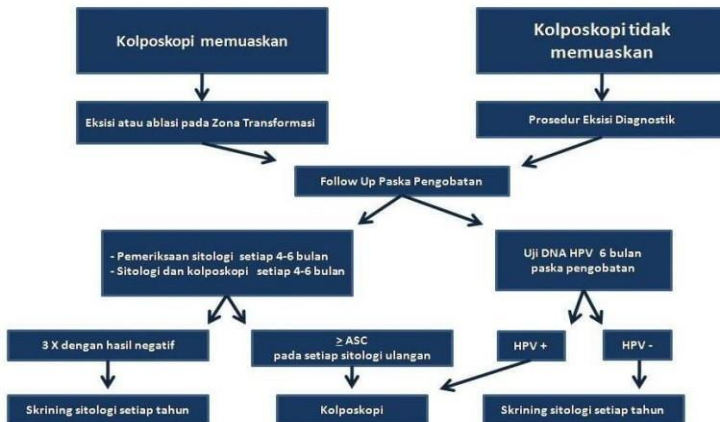 Kolposkopi memuaskan
Kolposkopi tidak
memuaskan
Eksisi atau ablasi pada Zona Transformasi
Prosedur Eksisi Diagnostik
Follow Up Paska Pengobatan
- Pemeriksaan sitologi setiap 4-6 bulan
- Sitologi dan kolposkopi setiap 4-6 bulan
Uji DNA HPV 6 bulan
paska pengobatan
3 X dengan hasil negatif
≥ ASC
pada setiap sitologi ulangan
HPV +
HPV -
Skrining sitologi setiap tahun
Kolposkopi
Skrining sitologi setiap tahun